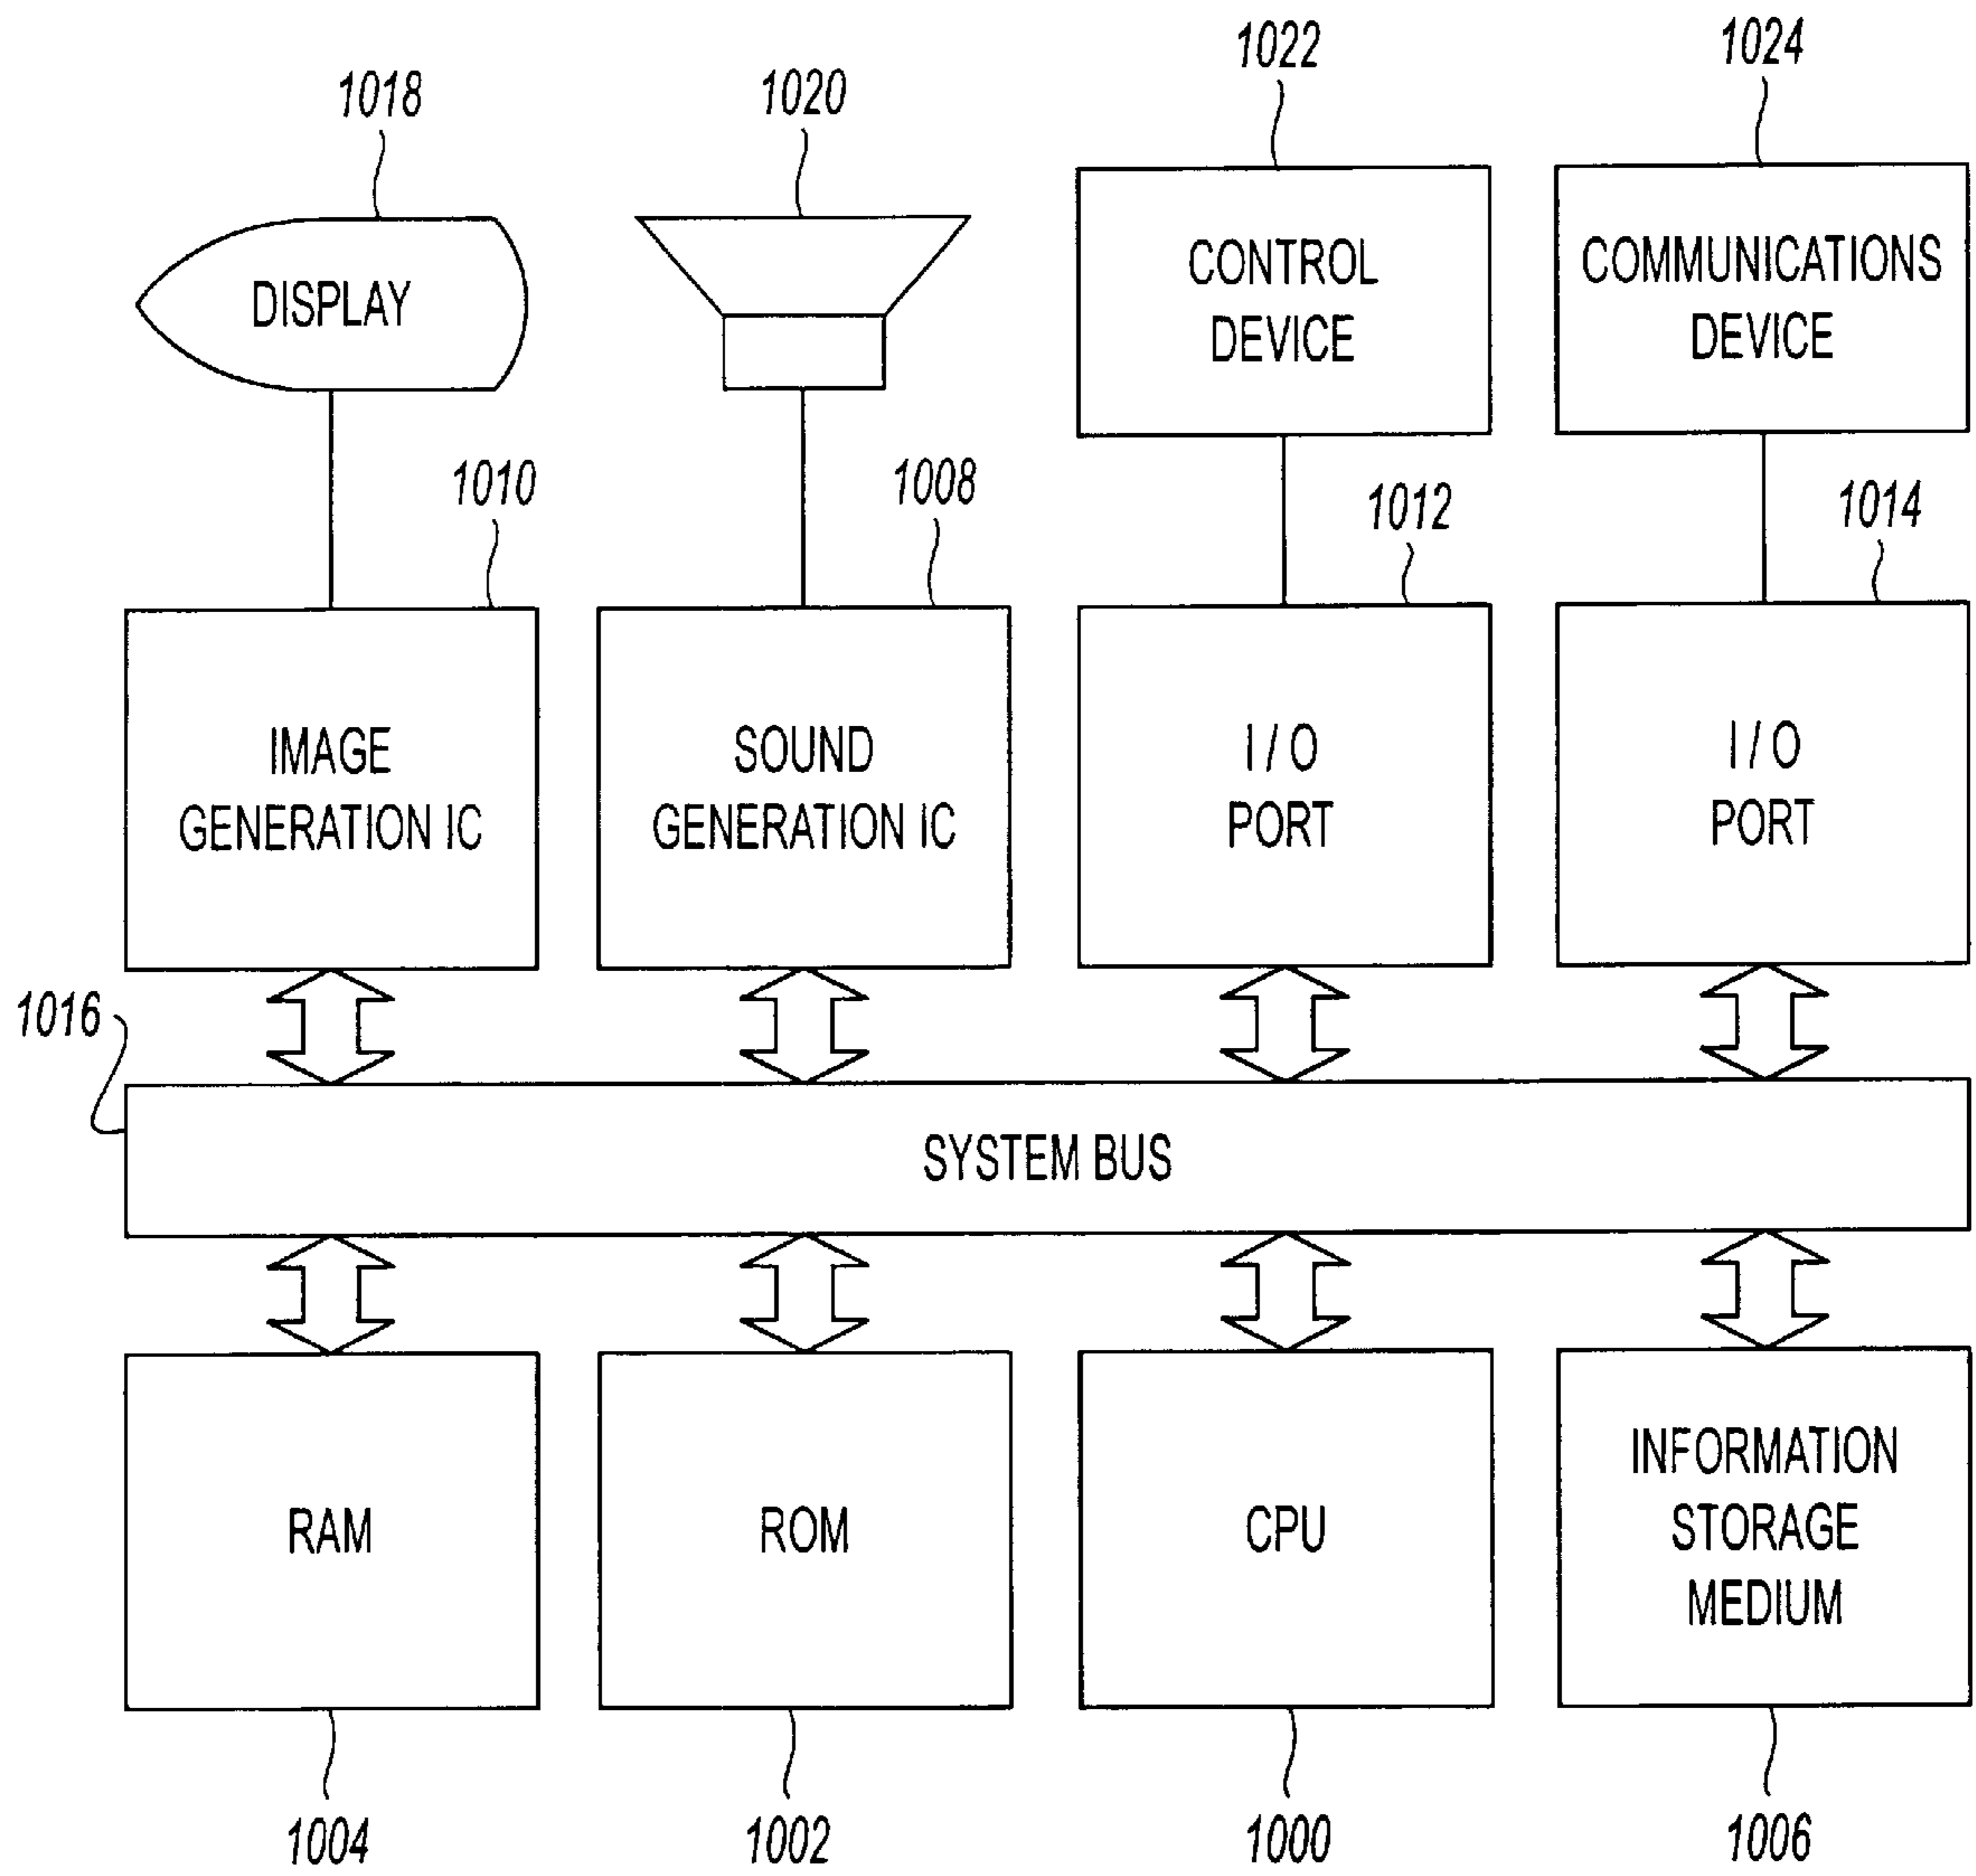 1022
1024
1018
1020
CONTROL
DEVICE
COMMUNICATIONS
DEVICE
DISPLAY
1010
1008
1012
1014
IMAGE
GENERATION IC
SOUND
GENERATION IC
I / O
PORT
I / O
PORT
1016
SYSTEM BUS
RAM
ROM
CPU
INFORMATION
STORAGE
MEDIUM
1004
1002
1000
1006